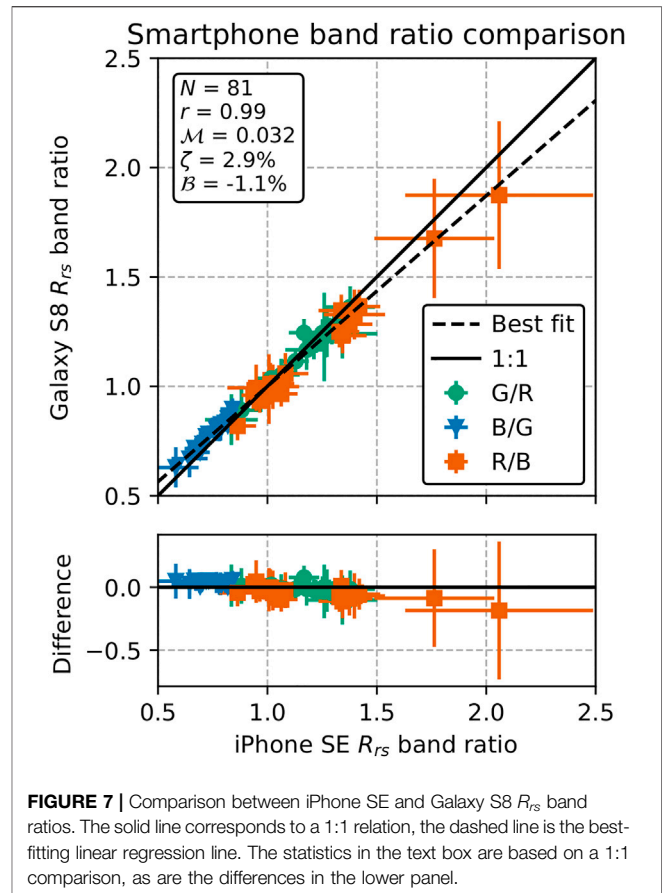 Smartphone band ratio comparison
2.5
2.0
1.5
1.0
0.5
Galaxy S8 Rrs band ratio
N = 81
r = 0.99
ℳ = 0.032
ζ = 2.9%
ℬ = -1.1%
Best fit
1:1
G/R
B/G
R/B
0.0
−0.5
Difference
0.5 1.0 1.5 2.0 2.5
iPhone SE Rrs band ratio
FIGURE 7 | Comparison between iPhone SE and Galaxy S8 Rrs band
ratios. The solid line corresponds to a 1:1 relation, the dashed line is the best-
fitting linear regression line. The statistics in the text box are based on a 1:1
comparison, as are the differences in the lower panel.